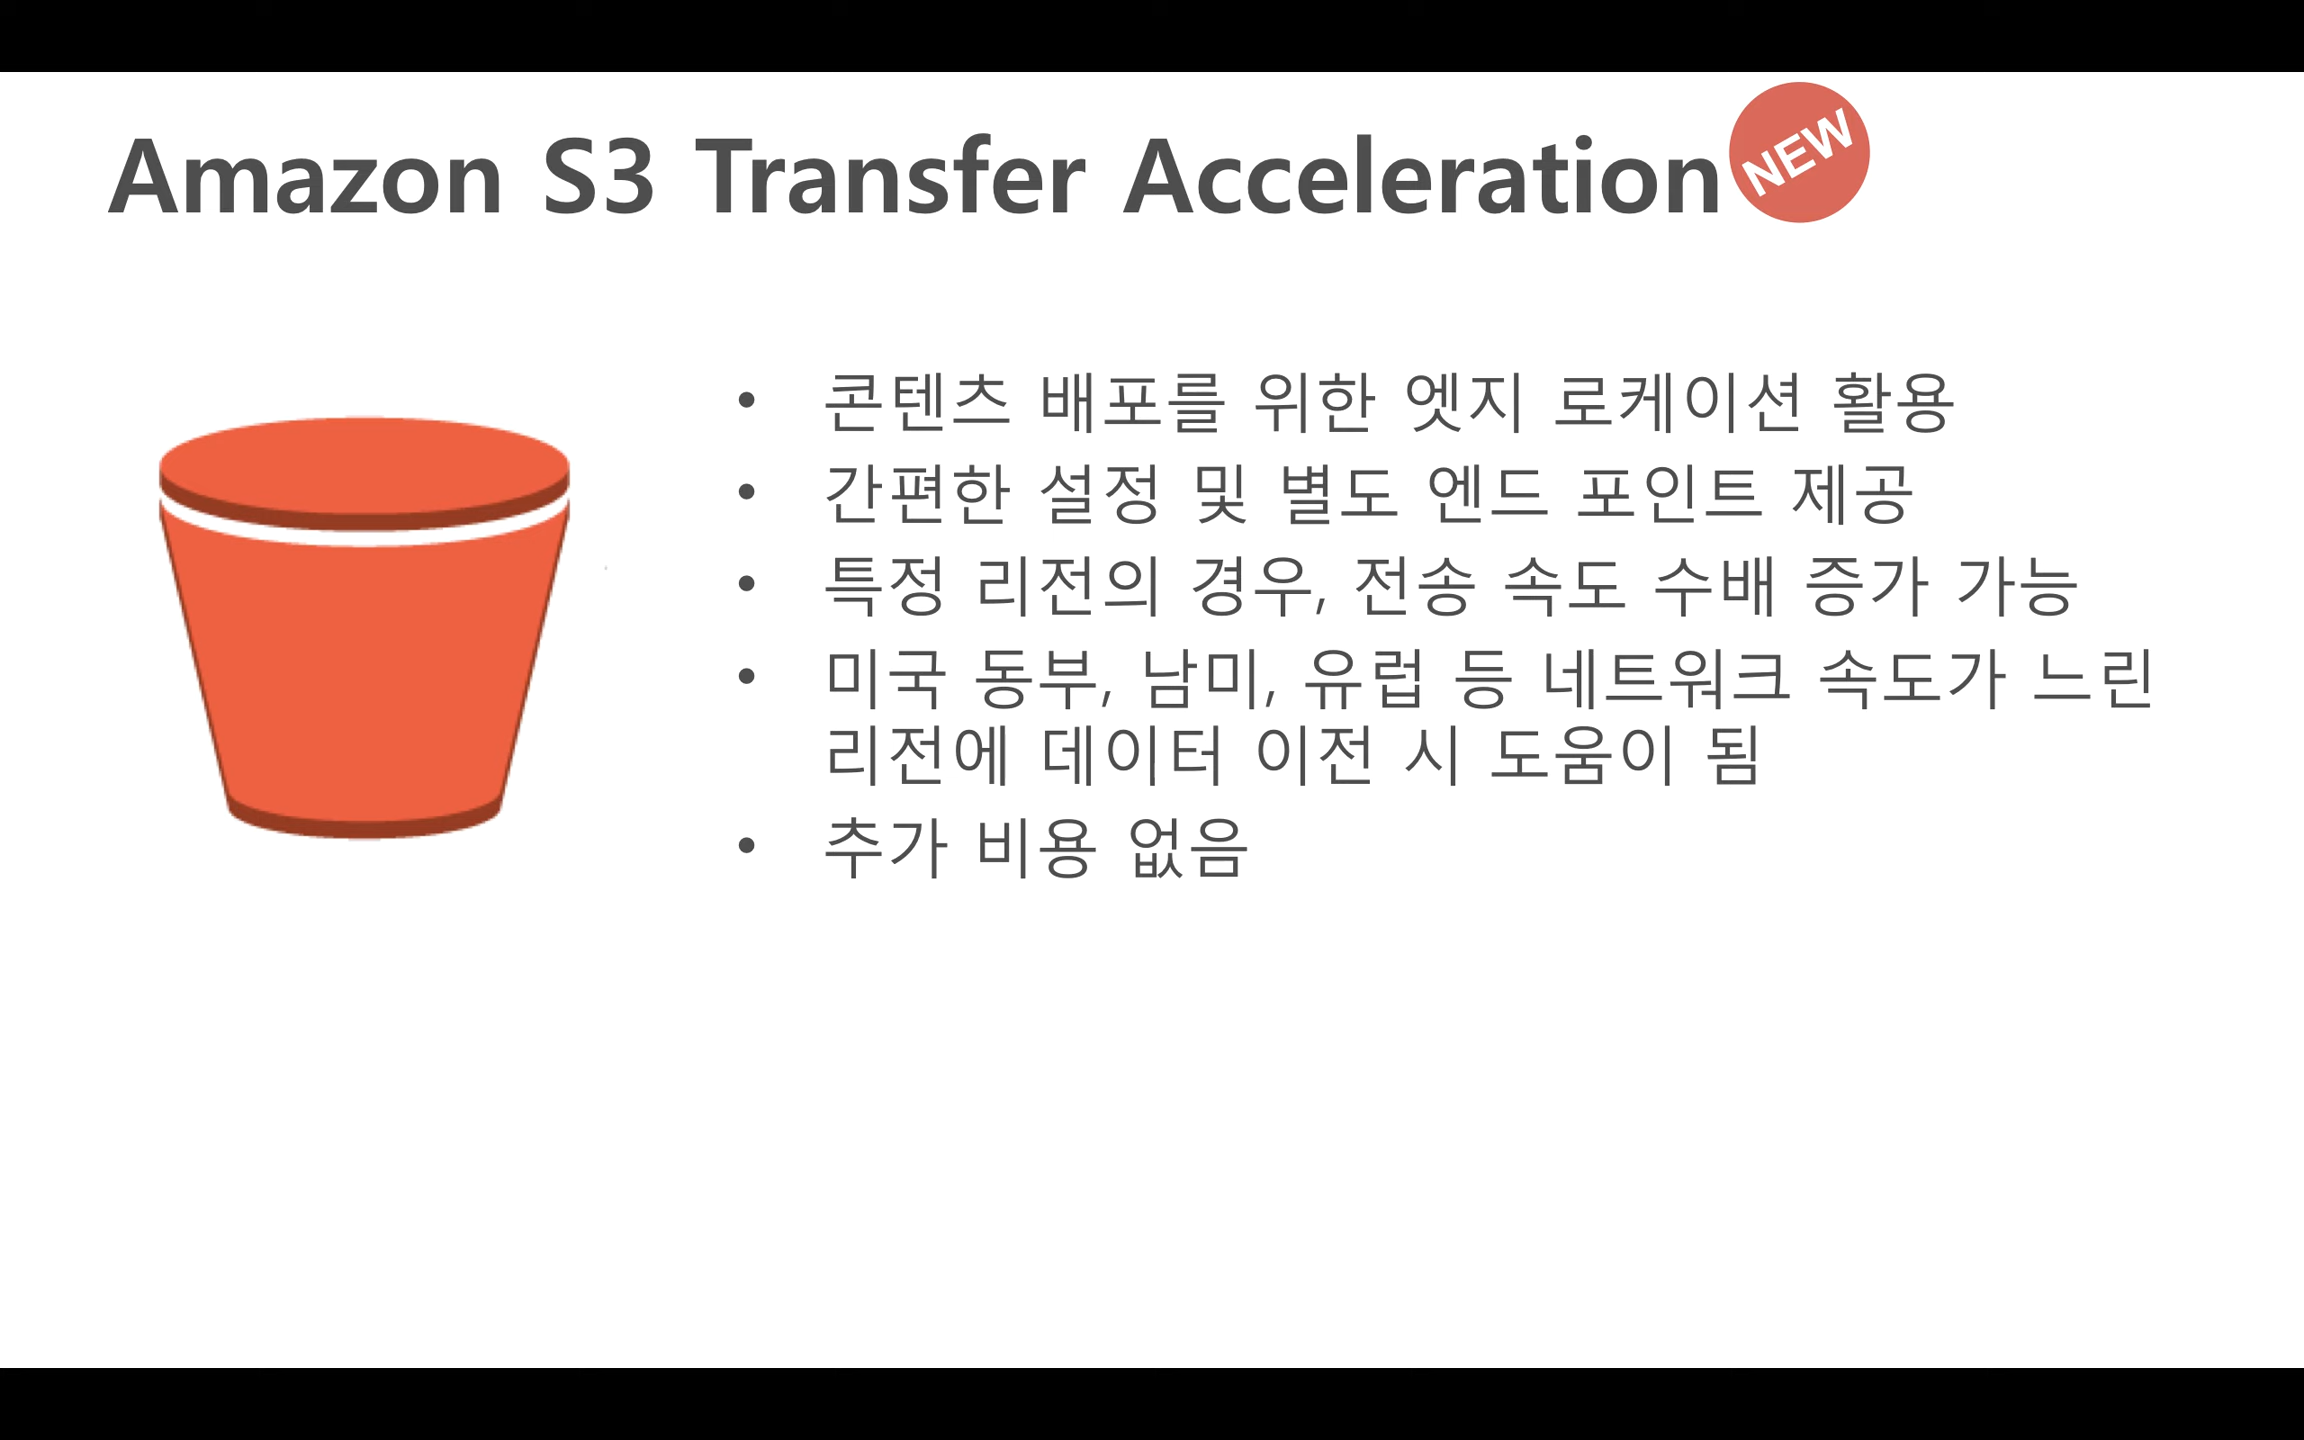 Amazon S3 Transfer Acceleration NEW
• 콘텐츠 배포를 위한 엣지 로케이션 활용
• 간편한 설정 및 별도 엔드 포인트 제공
• 특정 리전의 경우, 전송 속도 수배 증가 가능
• 미국 동부, 남미, 유럽 등 네트워크 속도가 느린
리전에 데이터 이전 시 도움이 됨
• 추가 비용 없음